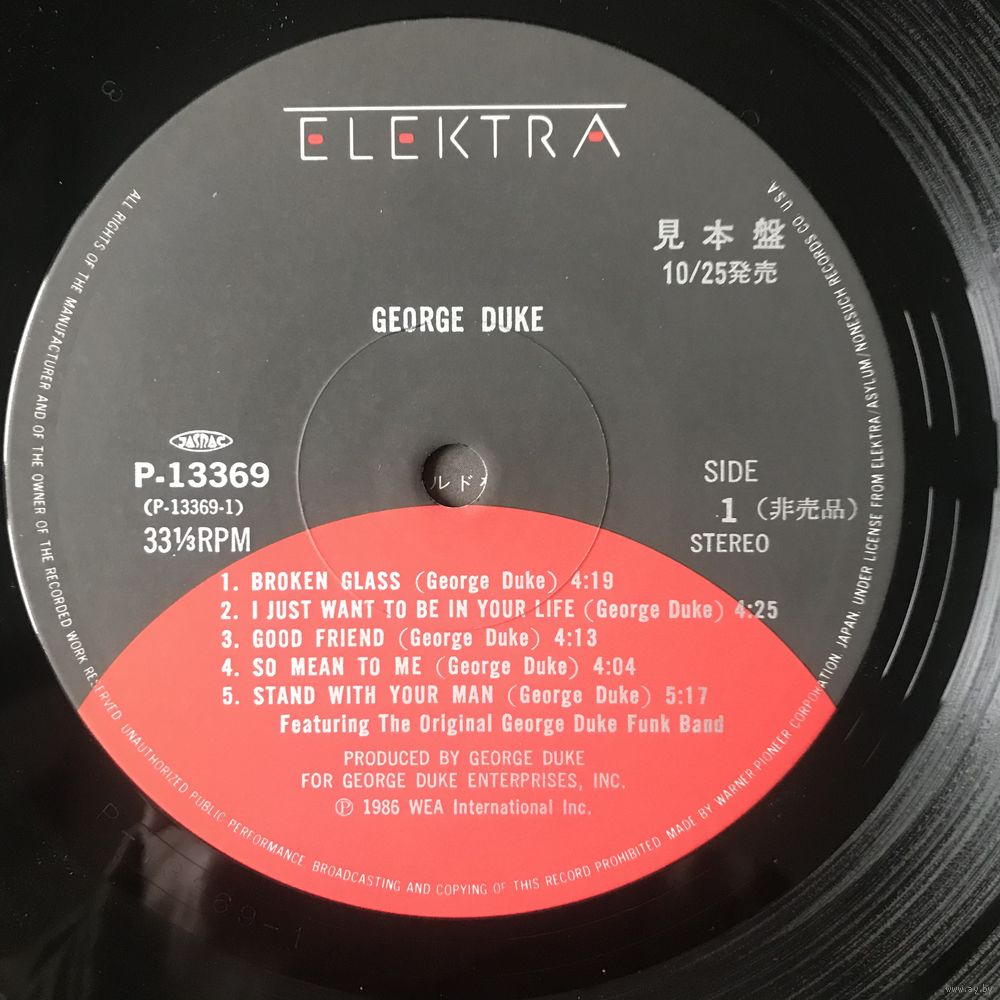 ELEKTRA
見本盤
10/25発売
GEORGE DUKE
JASRAC
P-13369
(P-13369-1)
33⅓RPM
SIDE
1 (非売品)
STEREO
ルド
1. BROKEN GLASS (George Duke) 4:19
2. I JUST WANT TO BE IN YOUR LIFE (George Duke) 4:25
3. GOOD FRIEND (George Duke) 4:13
4. SO MEAN TO ME (George Duke) 4:04
5. STAND WITH YOUR MAN (George Duke) 5:17
Featuring The Original George Duke Funk Band
PRODUCED BY GEORGE DUKE
FOR GEORGE DUKE ENTERPRISES, INC.
Ⓟ 1986 WEA International Inc.
ALL RIGHTS OF THE MANUFACTURER AND OF THE OWNER OF THE RECORDED WORK RESERVED UNAUTHORIZED PUBLIC PERFORMANCE BROADCASTING AND COPYING OF THIS RECORD PROHIBITED MADE BY WARNER-PIONEER CORPORATION, JAPAN, UNDER LICENSE FROM ELEKTRA/ASYLUM/NONESUCH RECORDS CO. USA
www.ay.by